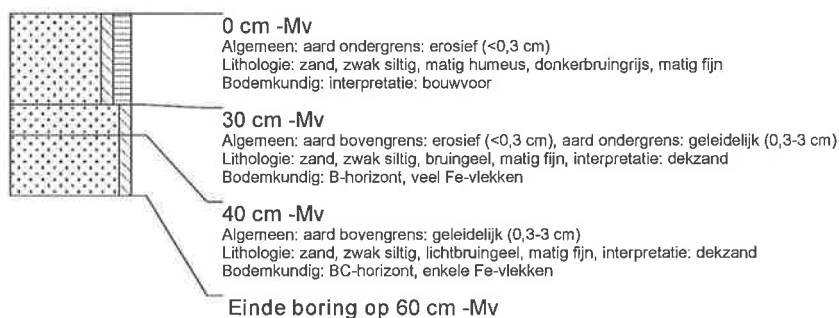 0 cm -Mv
Algemeen: aard ondergrens: erosief (<0,3 cm)
Lithologie: zand, zwak siltig, matig humeus, donkerbruingrijs, matig fijn
Bodemkundig: interpretatie: bouwvoor
30 cm -Mv
Algemeen: aard bovengrens: erosief (<0,3 cm), aard ondergrens: geleidelijk (0,3-3 cm)
Lithologie: zand, zwak siltig, bruingeel, matig fijn, interpretatie: dekzand
Bodemkundig: B-horizont, veel Fe-vlekken
40 cm -Mv
Algemeen: aard bovengrens: geleidelijk (0,3-3 cm)
Lithologie: zand, zwak siltig, lichtbruingeel, matig fijn, interpretatie: dekzand
Bodemkundig: BC-horizont, enkele Fe-vlekken
Einde boring op 60 cm -Mv